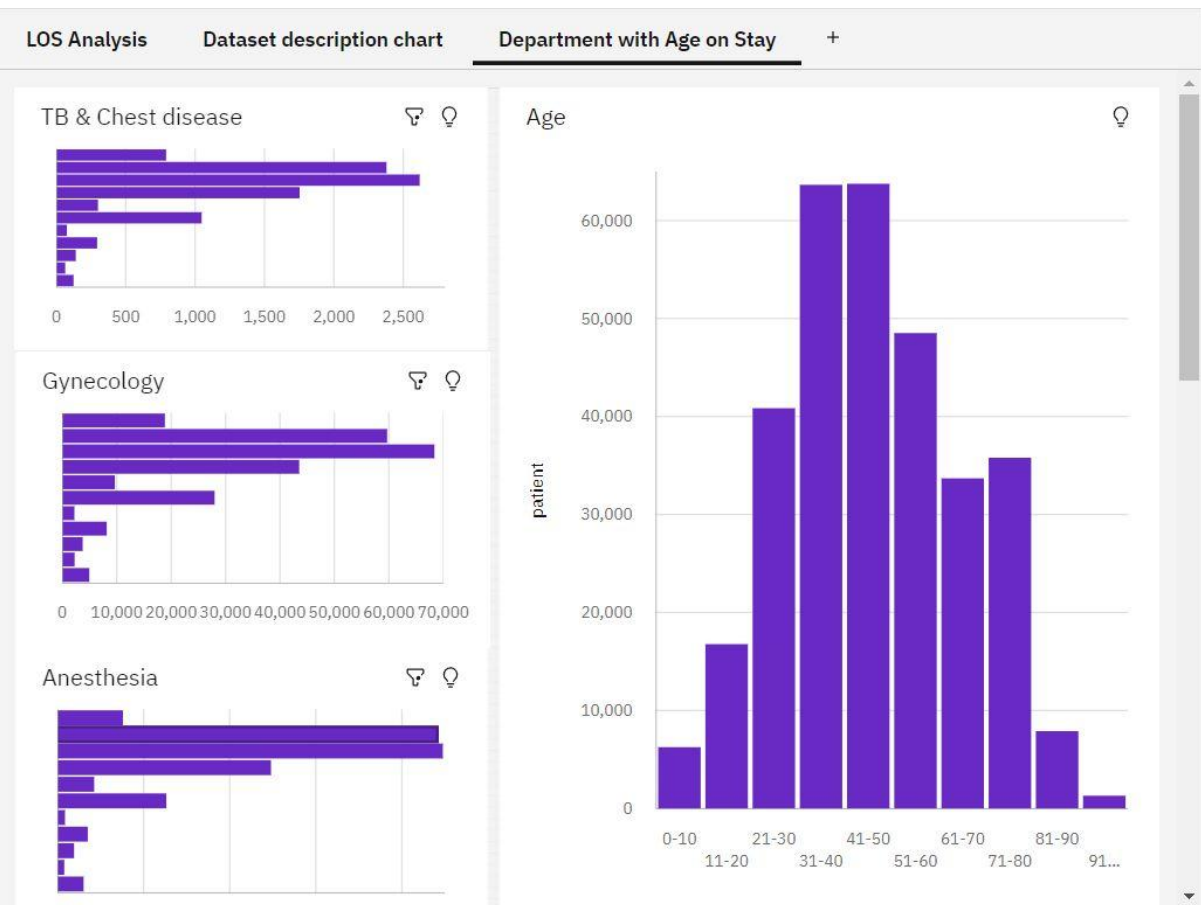 LOS Analysis Dataset description chart Department with Age on Stay +
TB & Chest disease
0 500 1,000 1,500 2,000 2,500
Gynecology
0 10,000 20,000 30,000 40,000 50,000 60,000 70,000
Anesthesia
Age
patient
60,000
50,000
40,000
30,000
20,000
10,000
0
0-10 21-30 41-50 61-70 81-90
11-20 31-40 51-60 71-80 91...